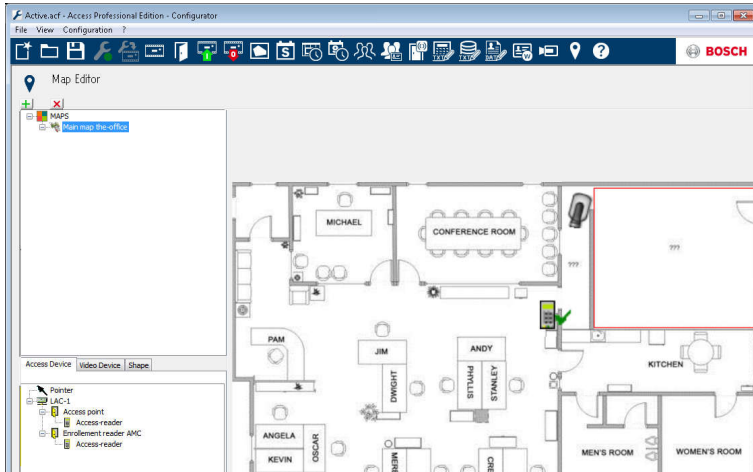 Active.acf - Access Professional Edition - Configurator
File View Configuration ?
BOSCH
Map Editor
MAPS
Main map the-office
Access Device Video Device Shape
Pointer
LAC-1
Access point
Access-reader
Enrollement reader AMC
Access-reader
MICHAEL
CONFERENCE ROOM
???
???
PAM
JIM
ANDY
KITCHEN
DWIGHT
PHYLLIS
STANLEY
ANGELA
OSCAR
KEVIN
MEN'S ROOM
WOMEN'S ROOM